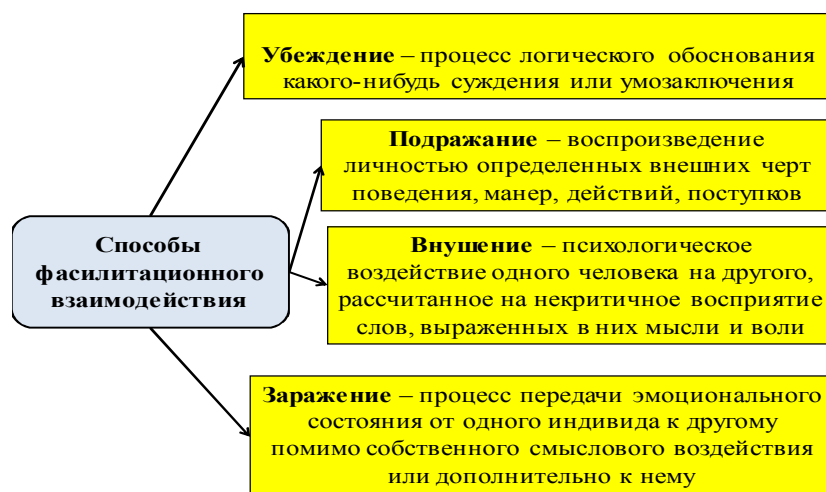 Убеждение – процесс логического обоснования
какого-нибудь суждения или умозаключения
Подражание – воспроизведение
личностью определенных внешних черт
поведения, манер, действий, поступков
Способы
фасилитационного
взаимодействия
Внушение – психологическое
воздействие одного человека на другого,
рассчитанное на некритичное восприятие
слов, выраженных в них мысли и воли
Заражение – процесс передачи эмоционального
состояния от одного индивида к другому
помимо собственного смыслового воздействия
или дополнительно к нему